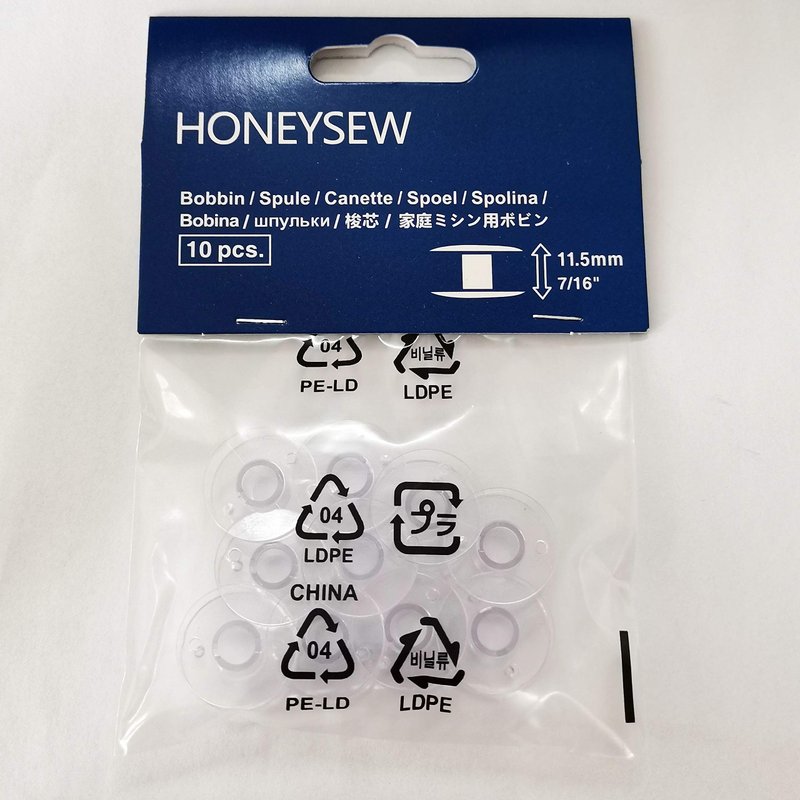 HONEYSEW
Bobbin / Spule / Canette / Spoel / Spolina /
Bobina / шпульки / 梭芯 / 家庭ミシン用ボビン
10 pcs.
11.5mm
7/16"
04
PE-LD
비닐류
LDPE
04
LDPE
プラ
CHINA
04
PE-LD
비닐류
LDPE